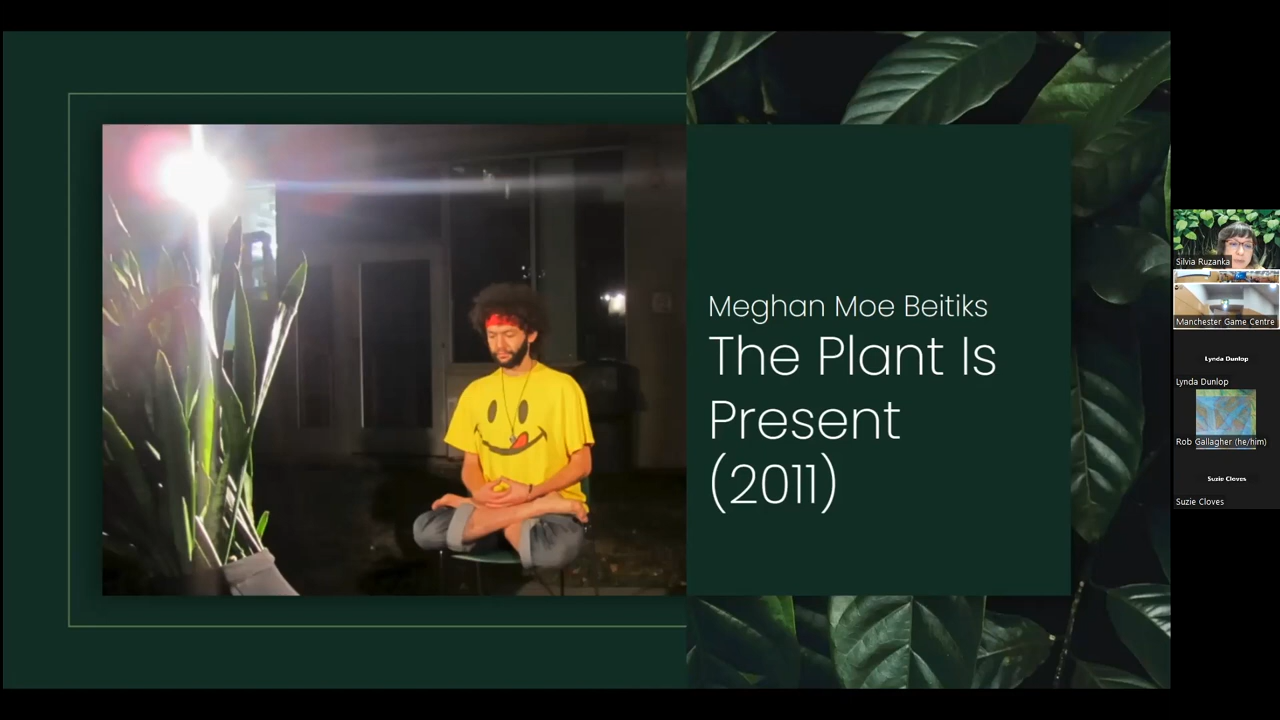 Meghan Moe Beitiks
The Plant Is
Present
(2011)
Silvia Ruzanka
Manchester Game Centre
Lynda Dunlop
Lynda Dunlop
Rob Gallagher (he/him)
Suzie Cloves
Suzie Cloves